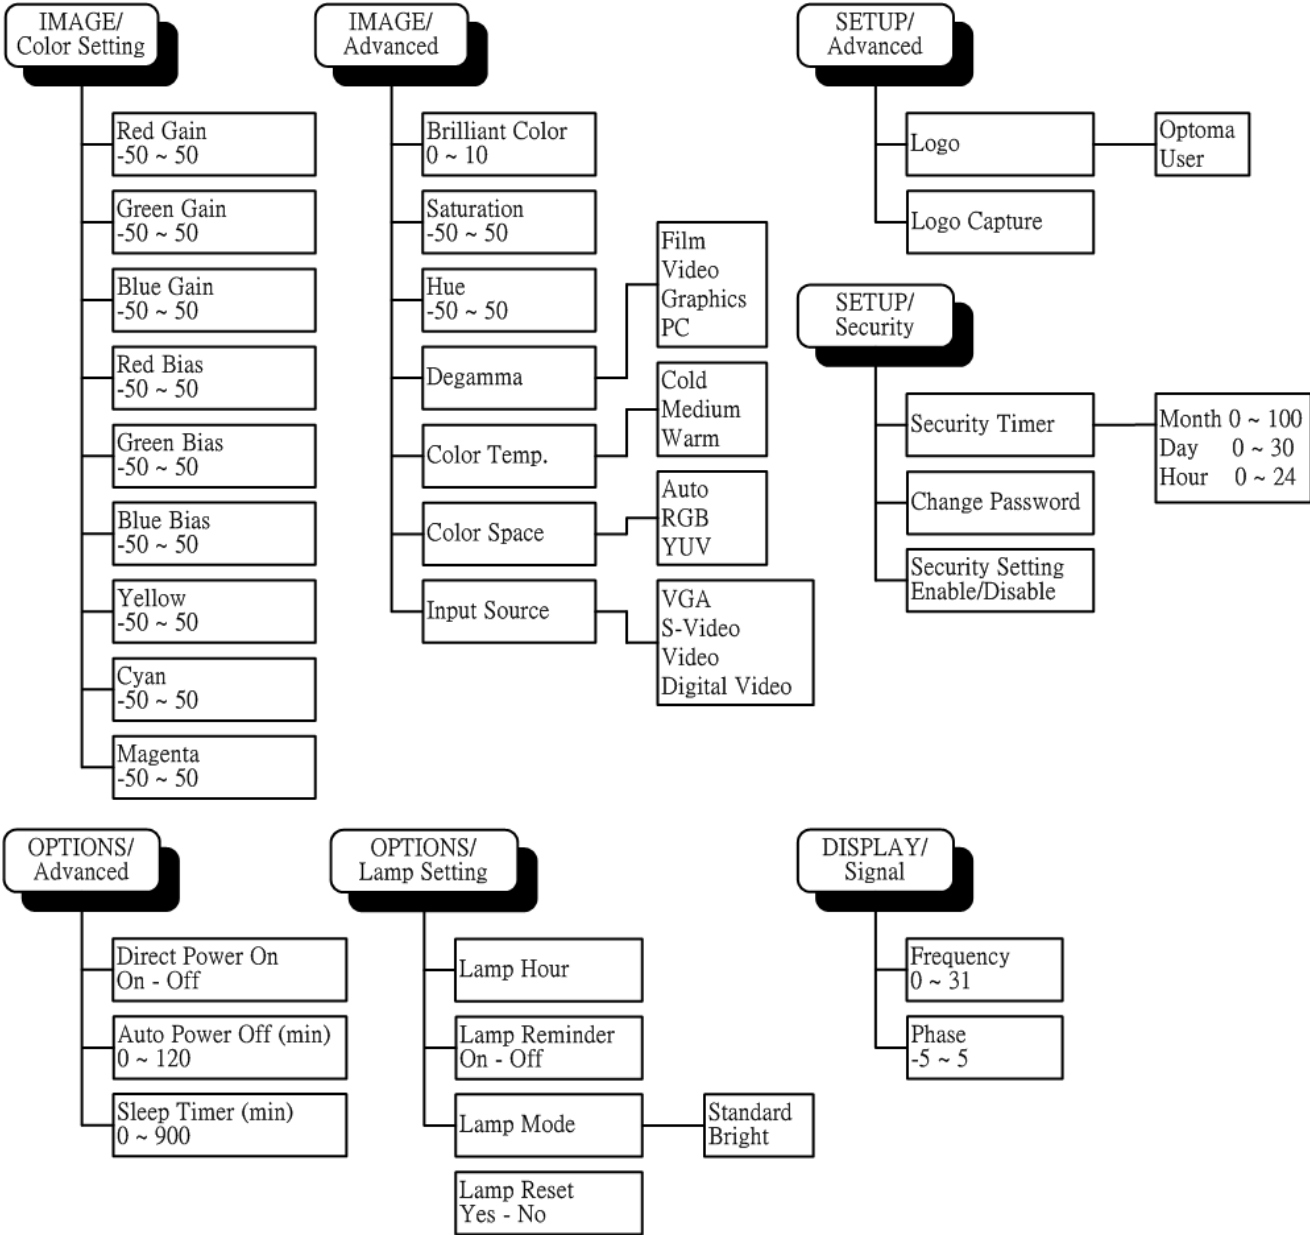 IMAGE/
Color Setting
Red Gain
-50 ~ 50
Green Gain
-50 ~ 50
Blue Gain
-50 ~ 50
Red Bias
-50 ~ 50
Green Bias
-50 ~ 50
Blue Bias
-50 ~ 50
Yellow
-50 ~ 50
Cyan
-50 ~ 50
Magenta
-50 ~ 50
IMAGE/
Advanced
Brilliant Color
0 ~ 10
Saturation
-50 ~ 50
Hue
-50 ~ 50
Degamma
Film
Video
Graphics
PC
Color Temp.
Cold
Medium
Warm
Color Space
Auto
RGB
YUV
Input Source
VGA
S-Video
Video
Digital Video
SETUP/
Advanced
Logo
Optoma
User
Logo Capture
SETUP/
Security
Security Timer
Month 0 ~ 100
Day 0 ~ 30
Hour 0 ~ 24
Change Password
Security Setting
Enable/Disable
OPTIONS/
Advanced
Direct Power On
On - Off
Auto Power Off (min)
0 ~ 120
Sleep Timer (min)
0 ~ 900
OPTIONS/
Lamp Setting
Lamp Hour
Lamp Reminder
On - Off
Lamp Mode
Standard
Bright
Lamp Reset
Yes - No
DISPLAY/
Signal
Frequency
0 ~ 31
Phase
-5 ~ 5